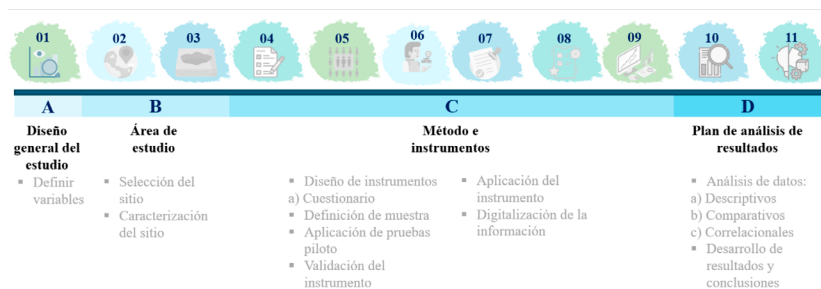 01
02
03
04
05
06
07
08
09
10
11
A
B
C
D
Diseño
general del
estudio
▪ Definir
variables
Área de
estudio
▪ Selección del
sitio
▪ Caracterización
del sitio
Método e
instrumentos
▪ Diseño de instrumentos
a) Cuestionario
▪ Definición de muestra
▪ Aplicación de pruebas
piloto
▪ Validación del
instrumento
▪ Aplicación del
instrumento
▪ Digitalización de la
información
Plan de análisis de
resultados
▪ Análisis de datos:
a) Descriptivos
b) Comparativos
c) Correlacionales
▪ Desarrollo de
resultados y
conclusiones